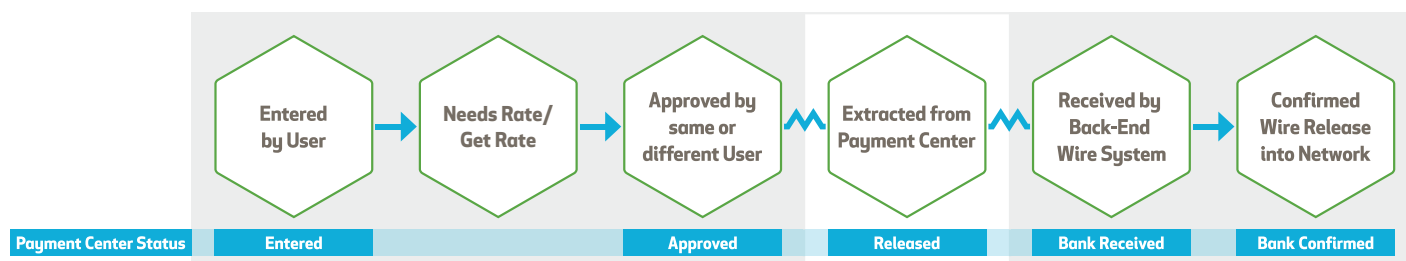 Entered
by User
Needs Rate/
Get Rate
Approved by
same or
different User
Extracted from
Payment Center
Received by
Back-End
Wire System
Confirmed
Wire Release
into Network
Payment Center Status
Entered
Approved
Released
Bank Received
Bank Confirmed